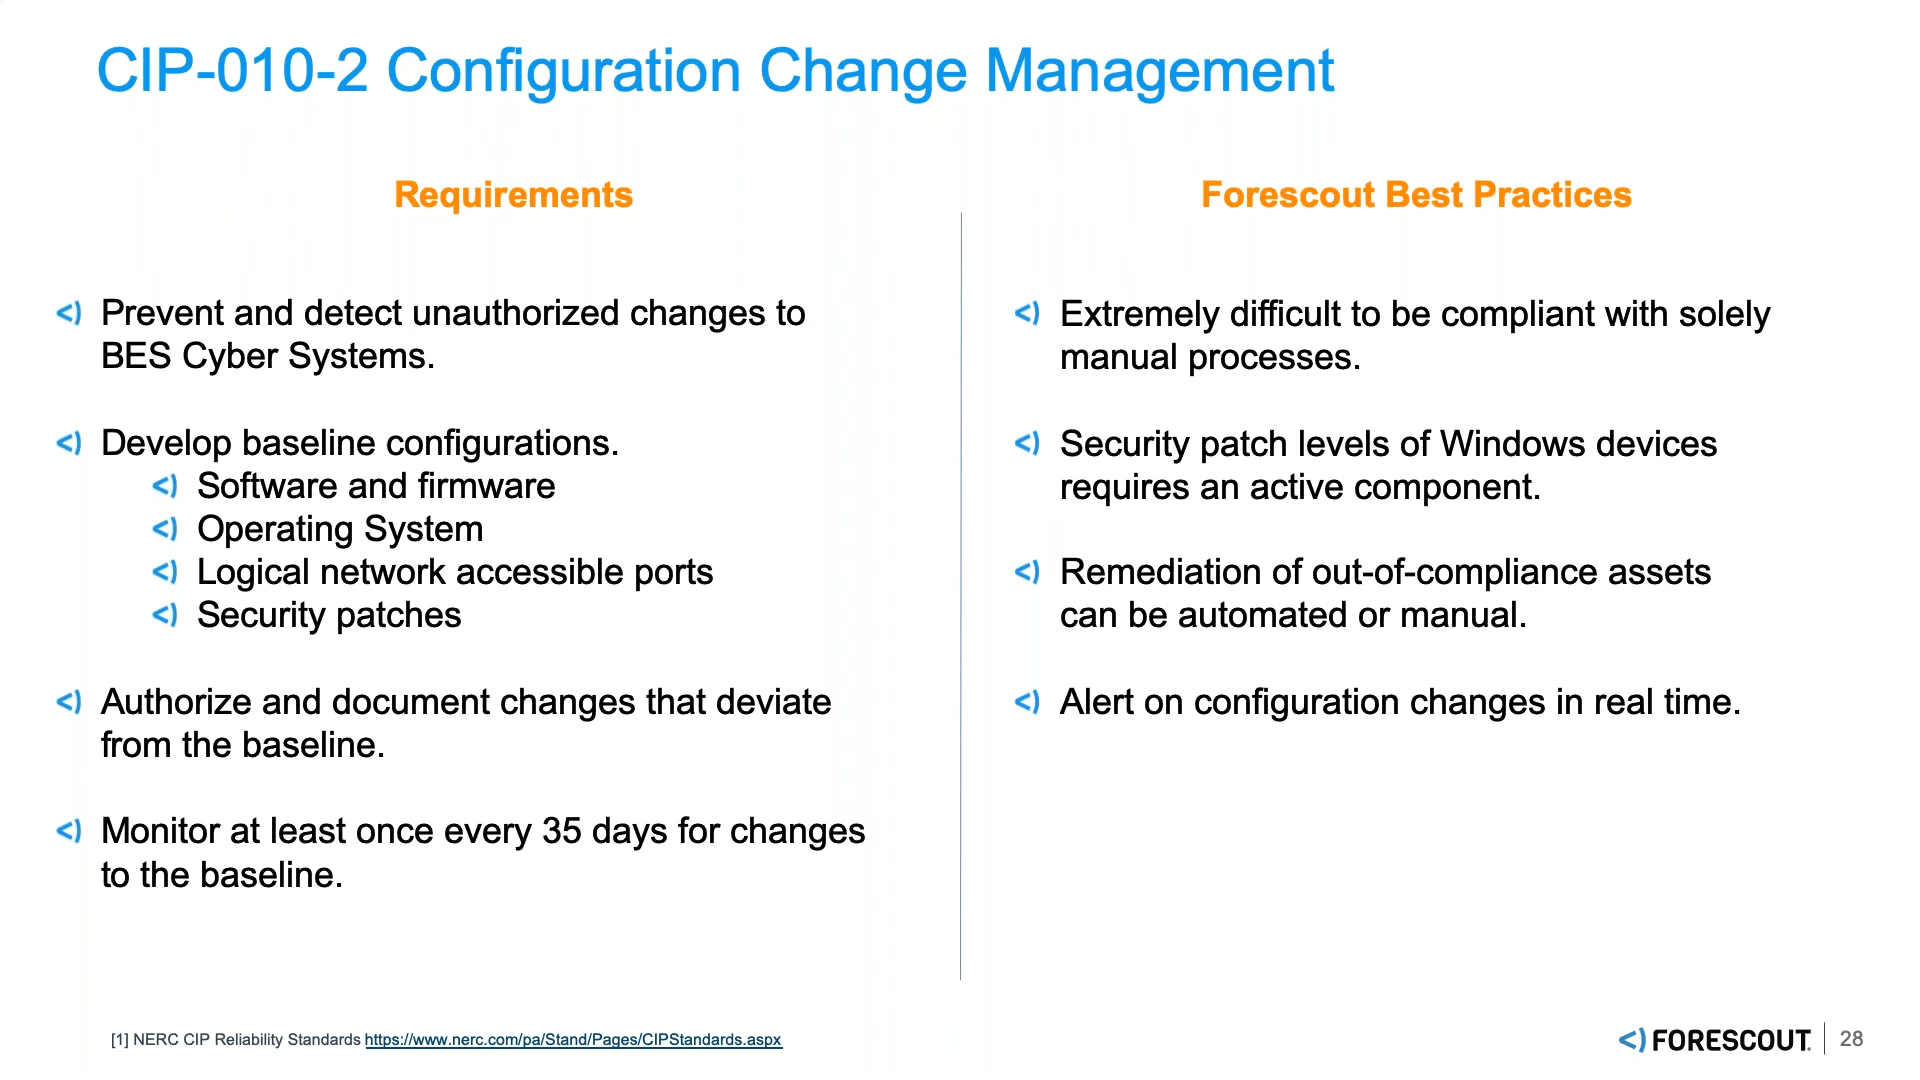 CIP-010-2 Configuration Change Management
Requirements
Prevent and detect unauthorized changes to
BES Cyber Systems.
Develop baseline configurations.
Software and firmware
Operating System
Logical network accessible ports
Security patches
Authorize and document changes that deviate
from the baseline.
Monitor at least once every 35 days for changes
to the baseline.
Forescout Best Practices
Extremely difficult to be compliant with solely
manual processes.
Security patch levels of Windows devices
requires an active component.
Remediation of out-of-compliance assets
can be automated or manual.
Alert on configuration changes in real time.
[1] NERC CIP Reliability Standards https://www.nerc.com/pa/Stand/Pages/CIPStandards.aspx
FORESCOUT. 28